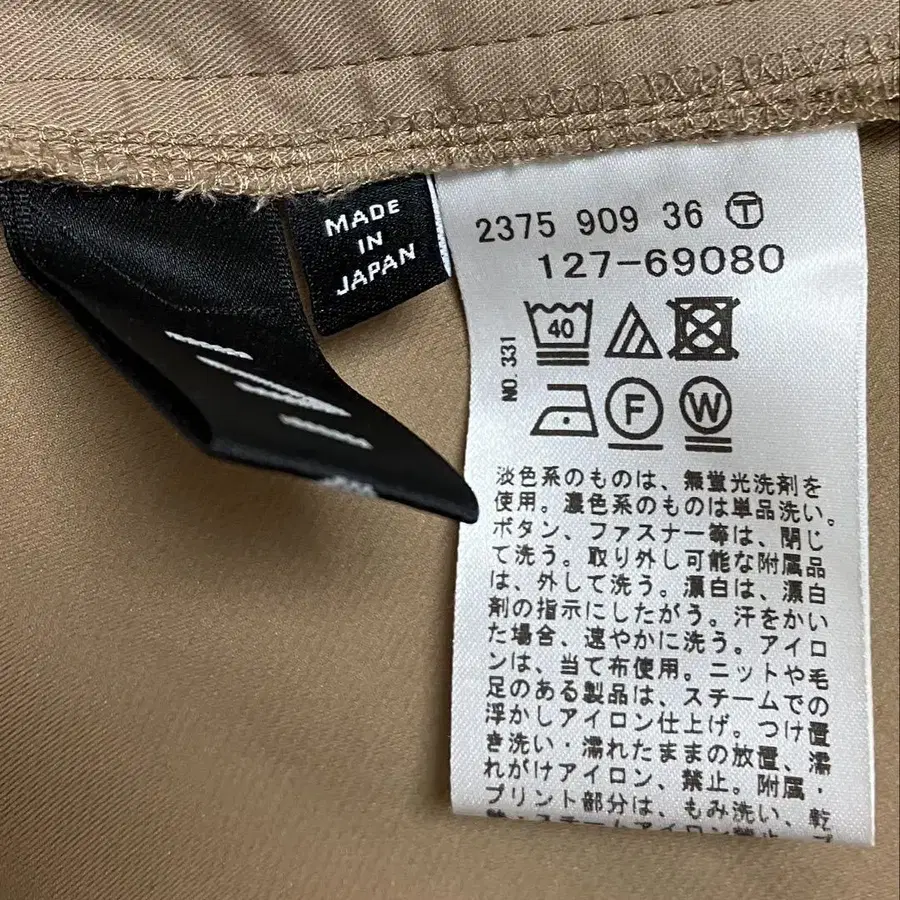 MADE
IN
JAPAN
2375 909 36 Ⓣ
127-69080
NO.331
40
F
W
淡色系のものは、無蛍光洗剤を
使用。濃色系のものは単品洗い。
ボタン、ファスナー等は、閉じ
て洗う。取り外し可能な附属品
は、外して洗う。漂白は、漂白
剤の指示にしたがう。汗をかい
た場合、速やかに洗う。アイロ
ンは、当て布使用。ニットや毛
足のある製品は、スチームでの
浮かしアイロン仕上げ。つけ置
き洗い・濡れたままの放置、濡
れがけアイロン、禁止。附属・
プリント部分は、もみ洗い、乾